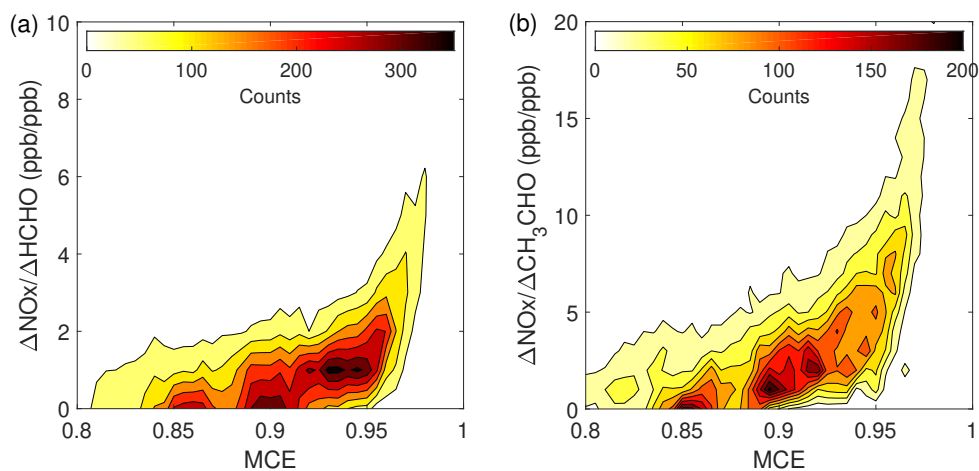 (a)
10
8
6
4
2
0
0.8
0.85
0.9
0.95
1
MCE
ΔNOx/ΔHCHO (ppb/ppb)
0 100 200 300
Counts
(b)
20
15
10
5
0
0.8
0.85
0.9
0.95
1
MCE
ΔNOx/ΔCH₃CHO (ppb/ppb)
0 50 100 150 200
Counts